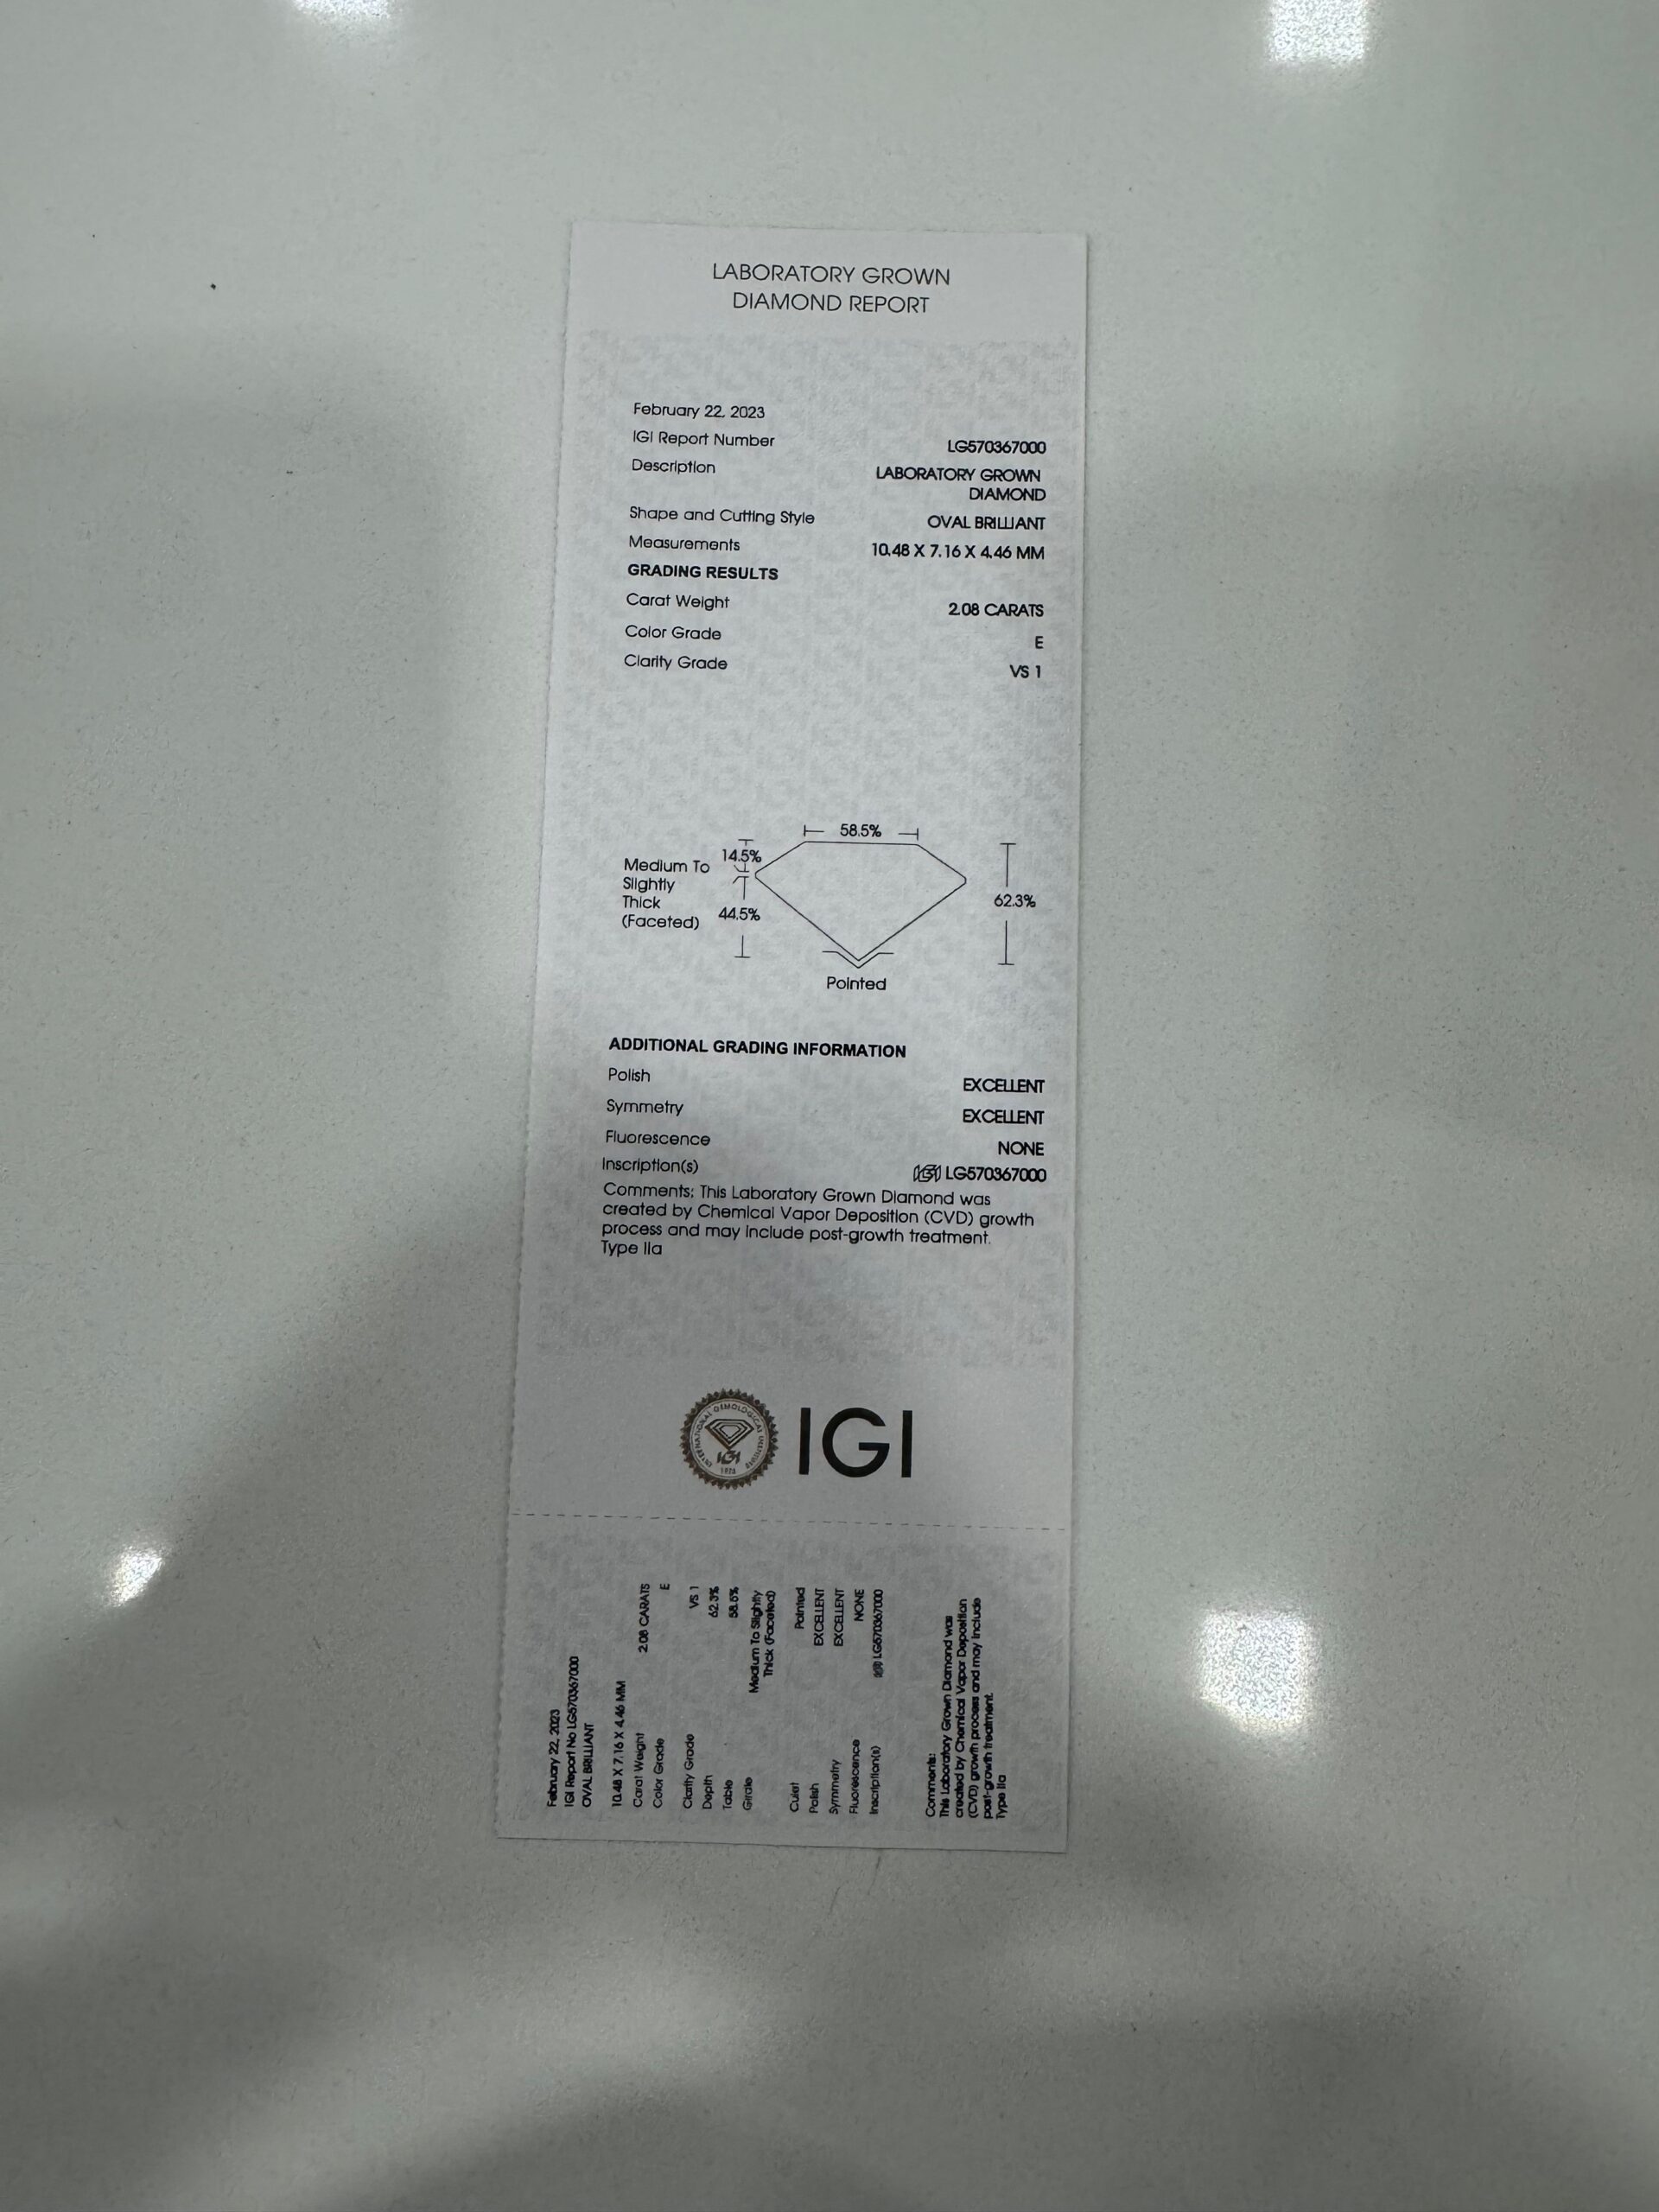 LABORATORY GROWN
DIAMOND REPORT
February 22, 2023
IGI Report Number LG570367000
Description LABORATORY GROWN
DIAMOND
Shape and Cutting Style OVAL BRILLIANT
Measurements 10.48 X 7.16 X 4.46 MM
GRADING RESULTS
Carat Weight 2.08 CARATS
Color Grade E
Clarity Grade VS 1
58.5%
14.5%
Medium To
Slightly
Thick
(Faceted)
44.5%
62.3%
Pointed
ADDITIONAL GRADING INFORMATION
Polish EXCELLENT
Symmetry EXCELLENT
Fluorescence NONE
Inscription(s) IGI LG570367000
Comments: This Laboratory Grown Diamond was
created by Chemical Vapor Deposition (CVD) growth
process and may include post-growth treatment.
Type IIa
INTERNATIONAL GEMOLOGICAL INSTITUTE
IGI
1975
IGI
February 22, 2023
IGI Report No LG570367000
OVAL BRILLIANT
10.48 X 7.16 X 4.46 MM
Carat Weight 2.08 CARATS
Color Grade E
Clarity Grade VS 1
Depth 62.3%
Table 58.5%
Girdle Medium To Slightly
Thick (Faceted)
Culet Pointed
Polish EXCELLENT
Symmetry EXCELLENT
Fluorescence NONE
Inscription(s) IGI LG570367000
Comments:
This Laboratory Grown Diamond was
created by Chemical Vapor Deposition
(CVD) growth process and may include
post-growth treatment.
Type IIa